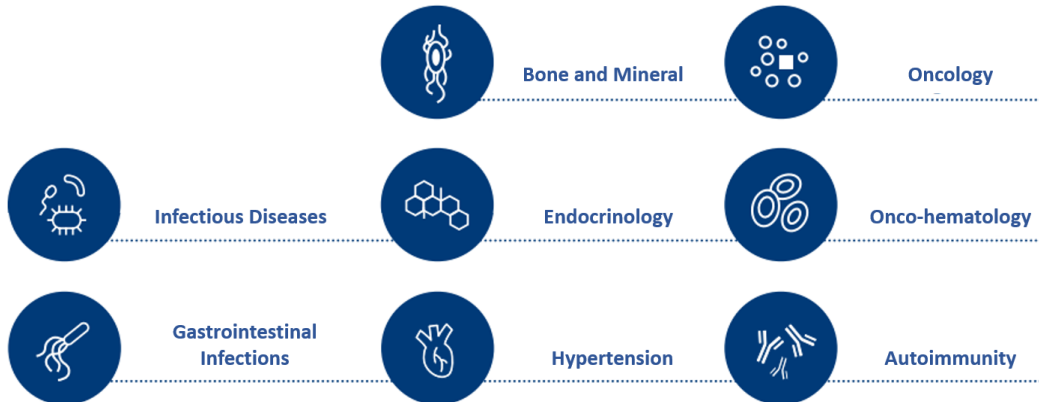 Bone and Mineral
Oncology
Infectious Diseases
Endocrinology
Onco-hematology
Gastrointestinal
Infections
Hypertension
Autoimmunity